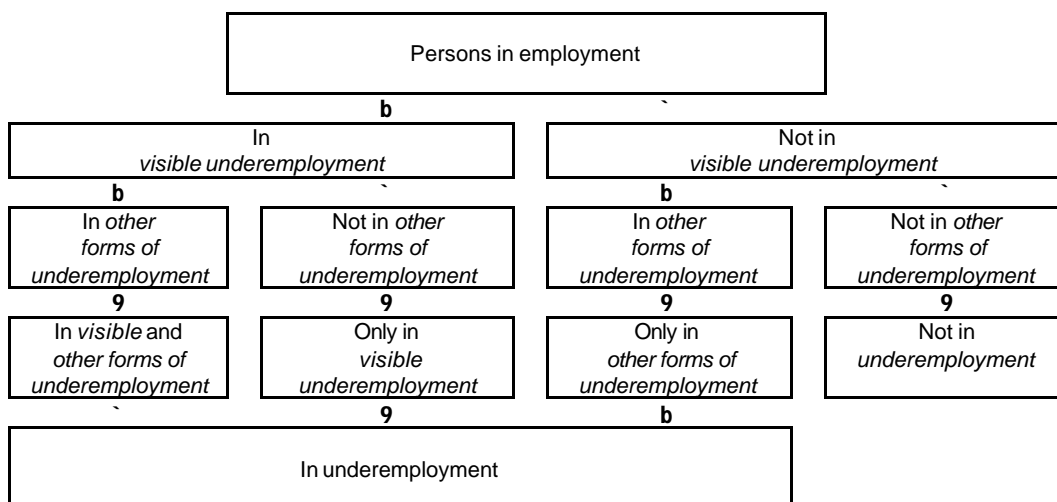 Persons in employment
b `
In Not in
visible underemployment visible underemployment
b ` b `
In other Not in other In other Not in other
forms of forms of forms of forms of
underemployment underemployment underemployment underemployment
9 9 9 9
In visible and Only in Only in Not in
other forms of visible other forms of underemployment
underemployment underemployment underemployment
` 9 b
In underemployment